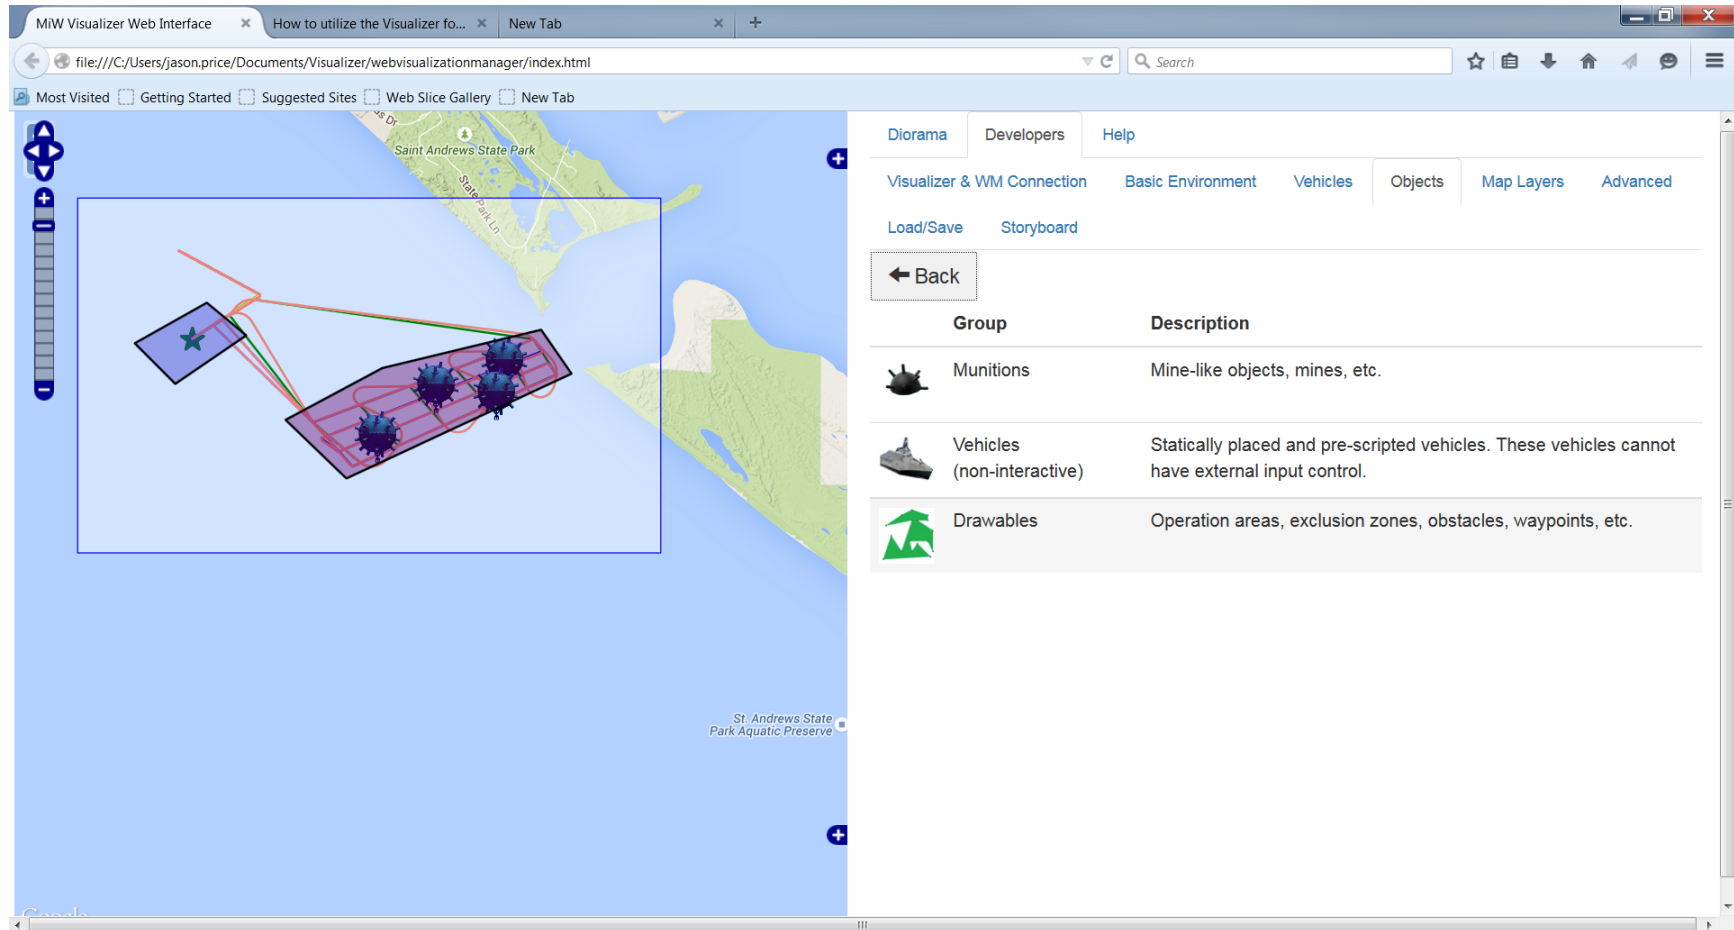 MiW Visualizer Web Interface
How to utilize the Visualizer fo...
New Tab
file:///C:/Users/jason.price/Documents/Visualizer/webvisualizationmanager/index.html
Search
Most Visited
Getting Started
Suggested Sites
Web Slice Gallery
New Tab
Saint Andrews State Park
State Park Ln
St. Andrews State
Park Aquatic Preserve
Google
Diorama
Developers
Help
Visualizer & WM Connection
Basic Environment
Vehicles
Objects
Map Layers
Advanced
Load/Save
Storyboard
Back
Group
Description
Munitions
Mine-like objects, mines, etc.
Vehicles
(non-interactive)
Statically placed and pre-scripted vehicles. These vehicles cannot
have external input control.
Drawables
Operation areas, exclusion zones, obstacles, waypoints, etc.